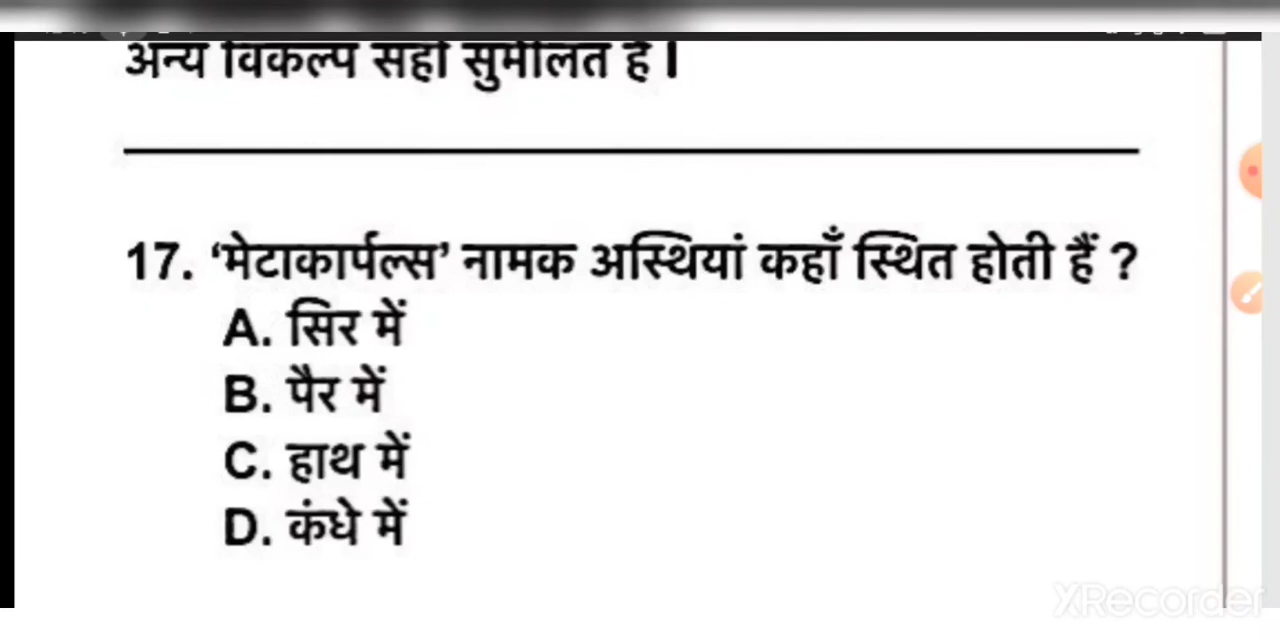 अन्य विकल्प सही सुमेलित है।
17. ‘मेटाकार्पल्स’ नामक अस्थियां कहाँ स्थित होती हैं ?
A. सिर में
B. पैर में
C. हाथ में
D. कंधे में
XRecorder